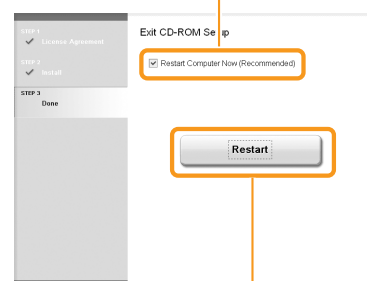 STEP 1
License Agreement
STEP 2
Install
STEP 3
Done
Exit CD-ROM Setup
Restart Computer Now (Recommended)
Restart